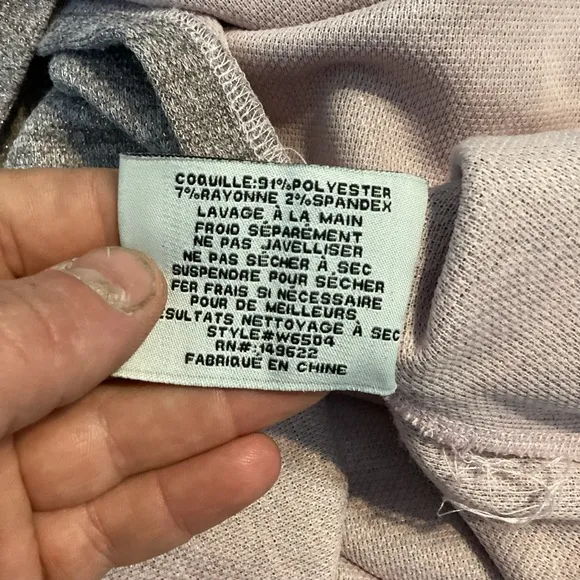 COQUILLE:91%POLYESTER
7%RAYONNE 2%SPANDEX
LAVAGE À LA MAIN
FROID SÉPARÉMENT
NE PAS JAVELLISER
NE PAS SÉCHER À SEC
SUSPENDRE POUR SÉCHER
FER FRAIS SI NÉCESSAIRE
POUR DE MEILLEURS
ESULTATS NETTOYAGE À SEC
STYLE#W6504
RN#:149622
FABRIQUÉ EN CHINE